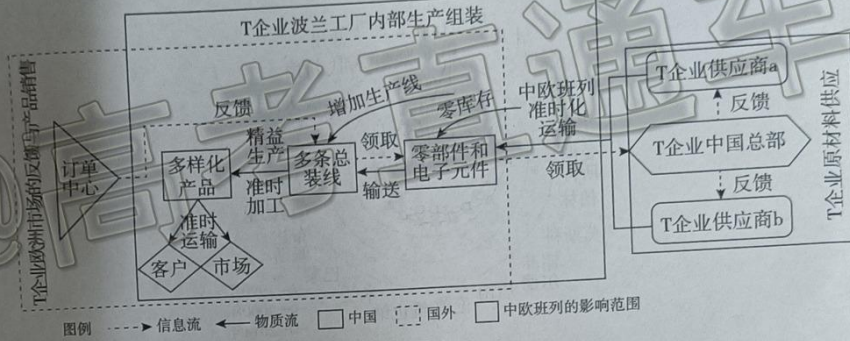 T企业波兰工厂内部生产组装
T企业欧洲市场的反馈与产品销售
订单
中心
反馈
增加生产线
零库存
中欧班列
准时化
运输
精益
生产
准时
加工
多样化
产品
多条总
装线
领取
输送
零部件和
电子元件
领取
准时
运输
客户
市场
T企业供应商a
反馈
T企业中国总部
反馈
T企业供应商b
T企业原材料供应
图例
信息流
物质流
中国
国外
中欧班列的影响范围
@高考直通车